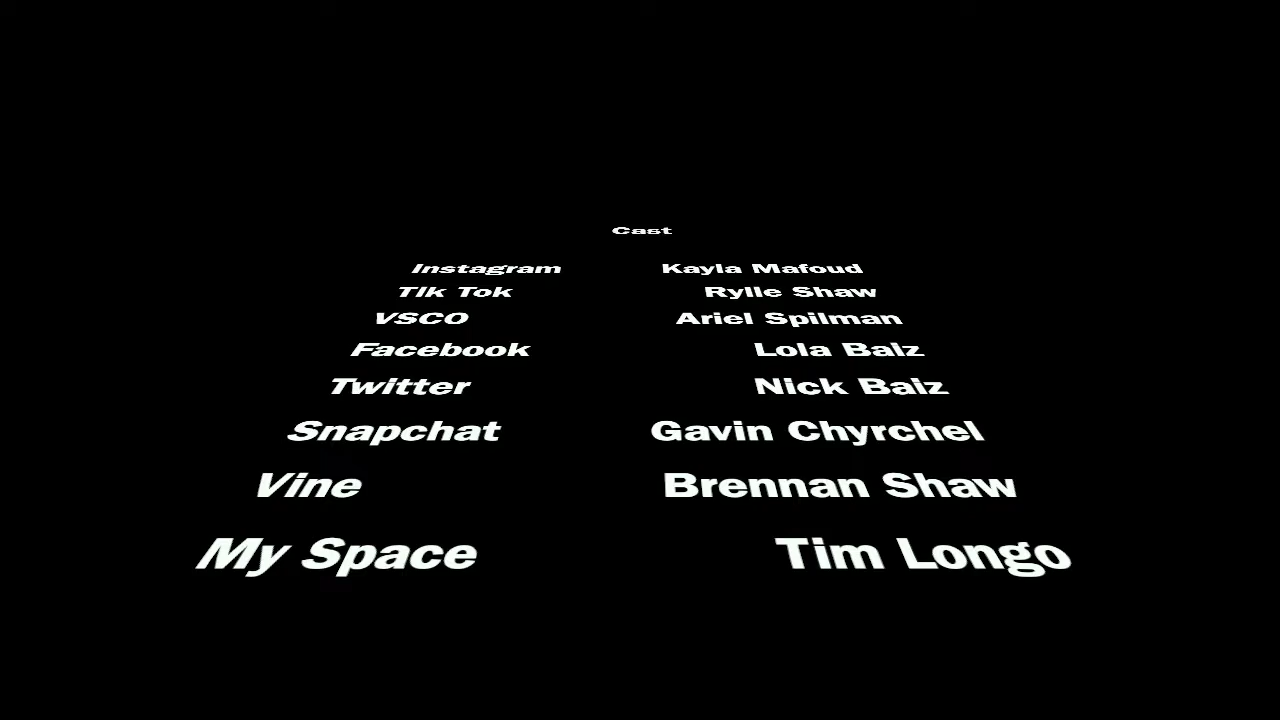 Cast
Instagram Kayla Mafoud
Tik Tok Rylie Shaw
VSCO Ariel Spilman
Facebook Lola Baiz
Twitter Nick Baiz
Snapchat Gavin Chyrchel
Vine Brennan Shaw
My Space Tim Longo